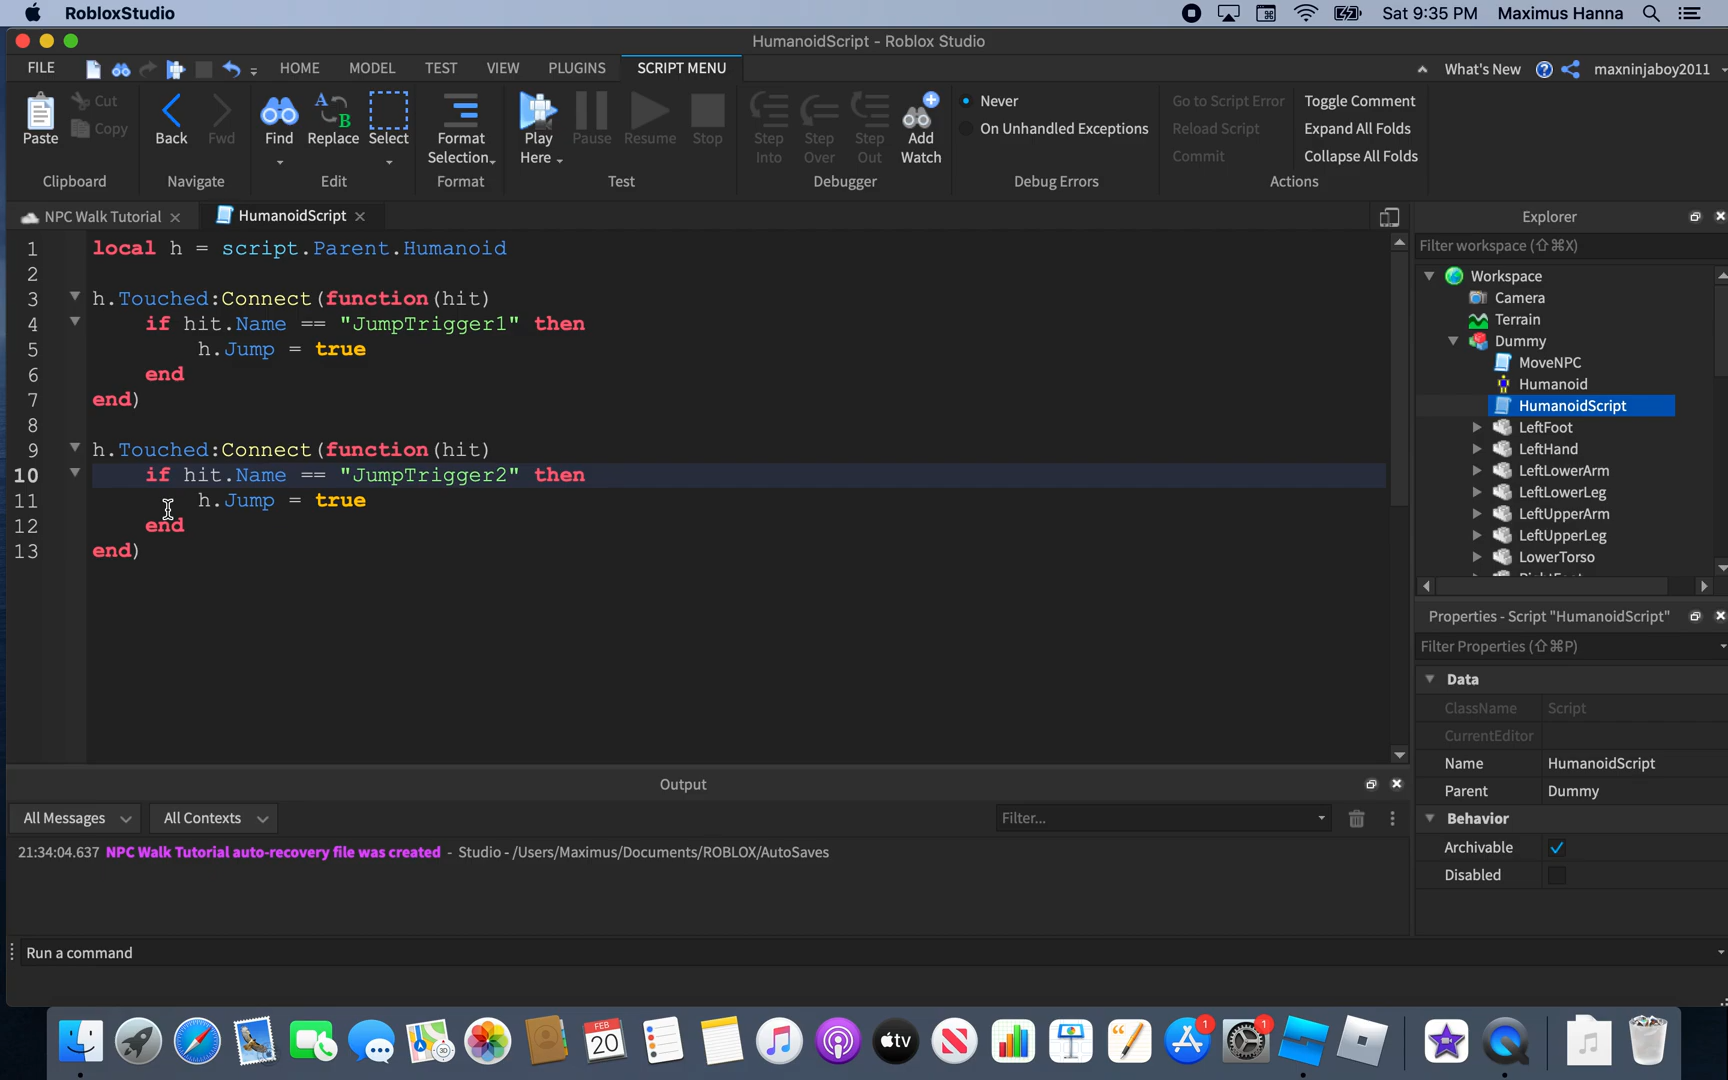 RobloxStudio Sat 9:35 PM Maximus Hanna
HumanoidScript - Roblox Studio
FILE HOME MODEL TEST VIEW PLUGINS SCRIPT MENU What's New maxninjaboy2011
Paste Cut Copy
Clipboard
Back Fwd
Navigate
Find Replace Select
Edit
Format Selection
Format
Play Here Pause Resume Stop
Test
Step Into Step Over Step Out Add Watch
Debugger
Never
On Unhandled Exceptions
Debug Errors
Go to Script Error Toggle Comment
Reload Script Expand All Folds
Commit Collapse All Folds
Actions
NPC Walk Tutorial HumanoidScript
1 local h = script.Parent.Humanoid
2
3 h.Touched:Connect(function(hit)
4 if hit.Name == "JumpTrigger1" then
5 h.Jump = true
6 end
7 end)
8
9 h.Touched:Connect(function(hit)
10 if hit.Name == "JumpTrigger2" then
11 h.Jump = true
12 end
13 end)
Explorer
Filter workspace (⇧⌘X)
Workspace
Camera
Terrain
Dummy
MoveNPC
Humanoid
HumanoidScript
LeftFoot
LeftHand
LeftLowerArm
LeftLowerLeg
LeftUpperArm
LeftUpperLeg
LowerTorso
Properties - Script "HumanoidScript"
Filter Properties (⇧⌘P)
Data
ClassName Script
CurrentEditor
Name HumanoidScript
Parent Dummy
Behavior
Archivable
Disabled
Output
All Messages All Contexts Filter...
21:34:04.637 NPC Walk Tutorial auto-recovery file was created - Studio - /Users/Maximus/Documents/ROBLOX/AutoSaves
Run a command
FEB
20
3D
tv
1
1